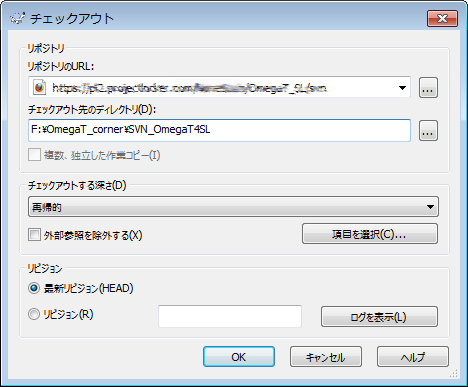 チェックアウト
リポジトリ
リポジトリのURL:
OmegaT_SL/svn
...
チェックアウト先のディレクトリ(D):
F:¥OmegaT_corner¥SVN_OmegaT4SL
...
複数、独立した作業コピー(I)
チェックアウトする深さ(D)
再帰的
外部参照を除外する(X)
項目を選択(C)...
リビジョン
最新リビジョン(HEAD)
リビジョン(R)
ログを表示(L)
OK
キャンセル
ヘルプ